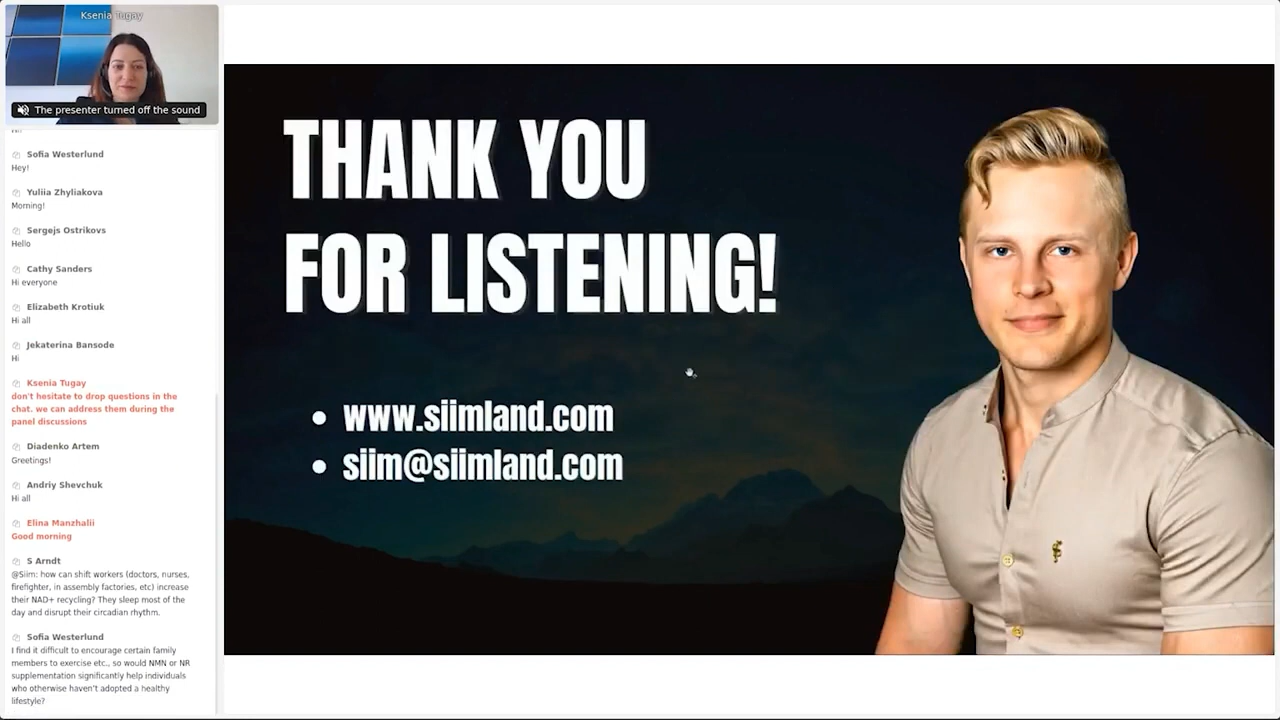 Ksenia Tugay
The presenter turned off the sound
Sofia Westerlund
Hey!
Yuliia Zhyliakova
Morning!
Sergejs Ostrikovs
Hello
Cathy Sanders
Hi everyone
Elizabeth Krotiuk
Hi all
Jekaterina Bansode
Hi
Ksenia Tugay
don't hesitate to drop questions in the
chat. we can address them during the
panel discussions
Diadenko Artem
Greetings!
Andriy Shevchuk
Hi all
Elina Manzhalii
Good morning
S Arndt
@Siim: how can shift workers (doctors, nurses,
firefighter, in assembly factories, etc) increase
their NAD+ recycling? They sleep most of the
day and disrupt their circadian rhythm.
Sofia Westerlund
I find it difficult to encourage certain family
members to exercise etc., so would NMN or NR
supplementation significantly help individuals
who otherwise haven't adopted a healthy
lifestyle?
THANK YOU
FOR LISTENING!
• www.siimland.com
• siim@siimland.com